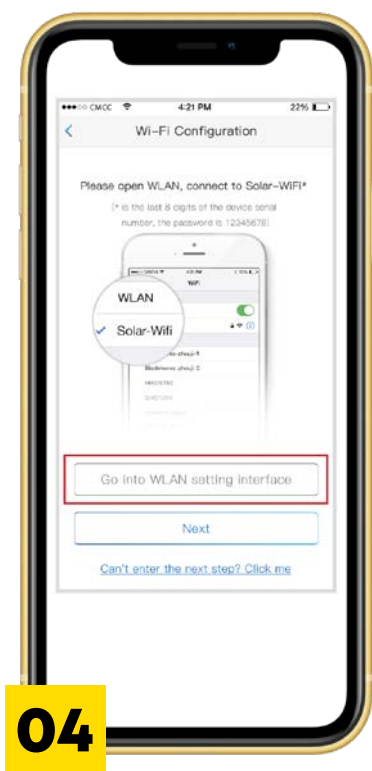 CMCC 4:21 PM 22%
Wi-Fi Configuration
Please open WLAN, connect to Solar-WiFi*
(* is the last 8 digits of the device serial
number, the password is 12345678)
WiFi
WLAN
Solar-Wifi
Go into WLAN setting interface
Next
Can't enter the next step? Click me
04